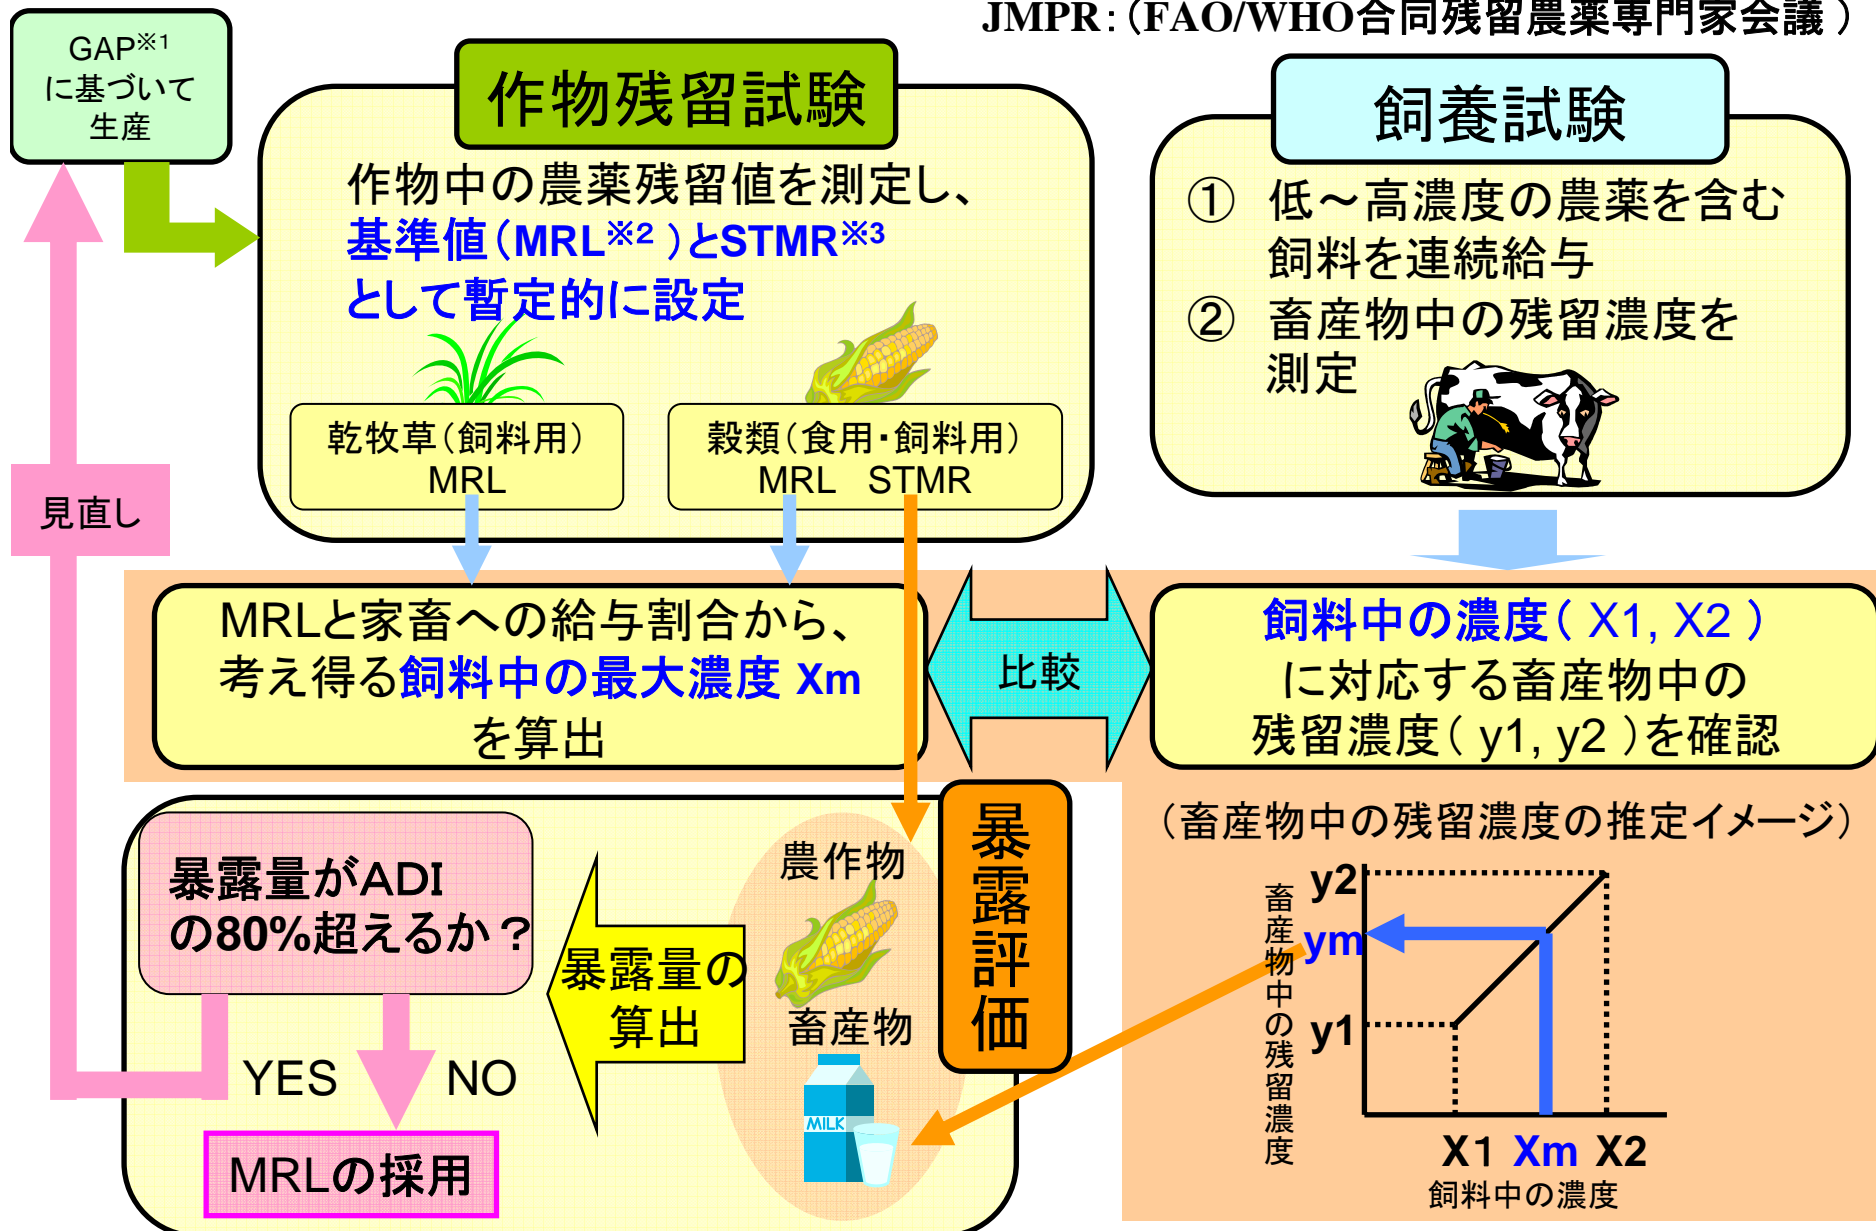 JMPR：（FAO/WHO合同残留農薬専門家会議 ）
GAP※1
に基づいて
生産
作物残留試験
作物中の農薬残留値を測定し、
基準値（MRL※2 ）とSTMR※3
として暫定的に設定
乾牧草（飼料用）
MRL
穀類（食用・飼料用）
MRL STMR
飼養試験
① 低～高濃度の農薬を含む
飼料を連続給与
② 畜産物中の残留濃度を
測定
見直し
MRLと家畜への給与割合から、
考え得る飼料中の最大濃度 Xm
を算出
比較
飼料中の濃度（ X1, X2 ）
に対応する畜産物中の
残留濃度（ y1, y2 ）を確認
暴露評価
農作物
畜産物
MILK
暴露量の
算出
暴露量がADI
の80%超えるか？
YES
NO
MRLの採用
（畜産物中の残留濃度の推定イメージ）
畜産物中の残留濃度
y2
ym
y1
X１ Xm X2
飼料中の濃度